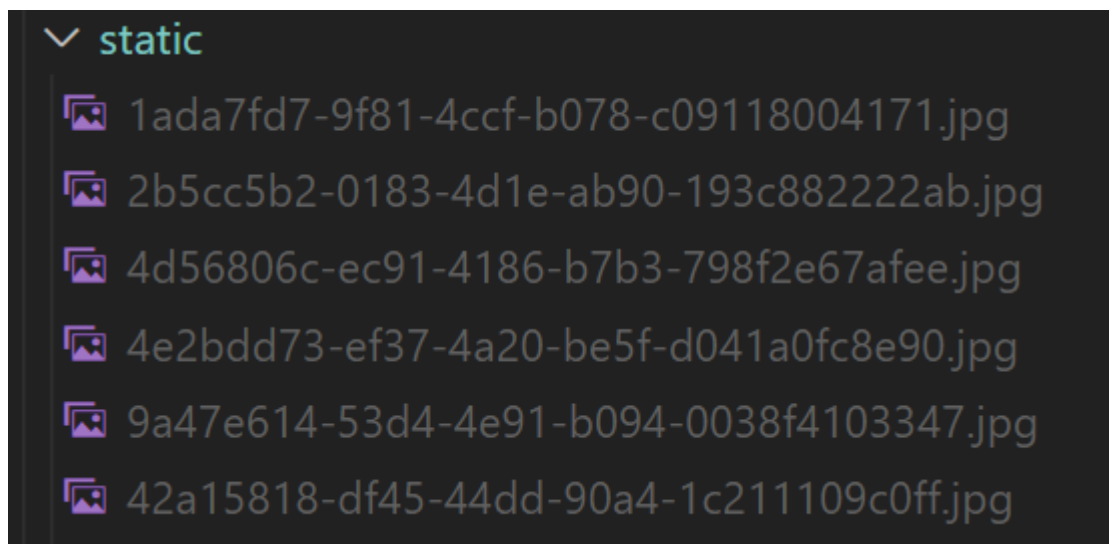 static
1ada7fd7-9f81-4ccf-b078-c09118004171.jpg
2b5cc5b2-0183-4d1e-ab90-193c882222ab.jpg
4d56806c-ec91-4186-b7b3-798f2e67afee.jpg
4e2bdd73-ef37-4a20-be5f-d041a0fc8e90.jpg
9a47e614-53d4-4e91-b094-0038f4103347.jpg
42a15818-df45-44dd-90a4-1c211109c0ff.jpg